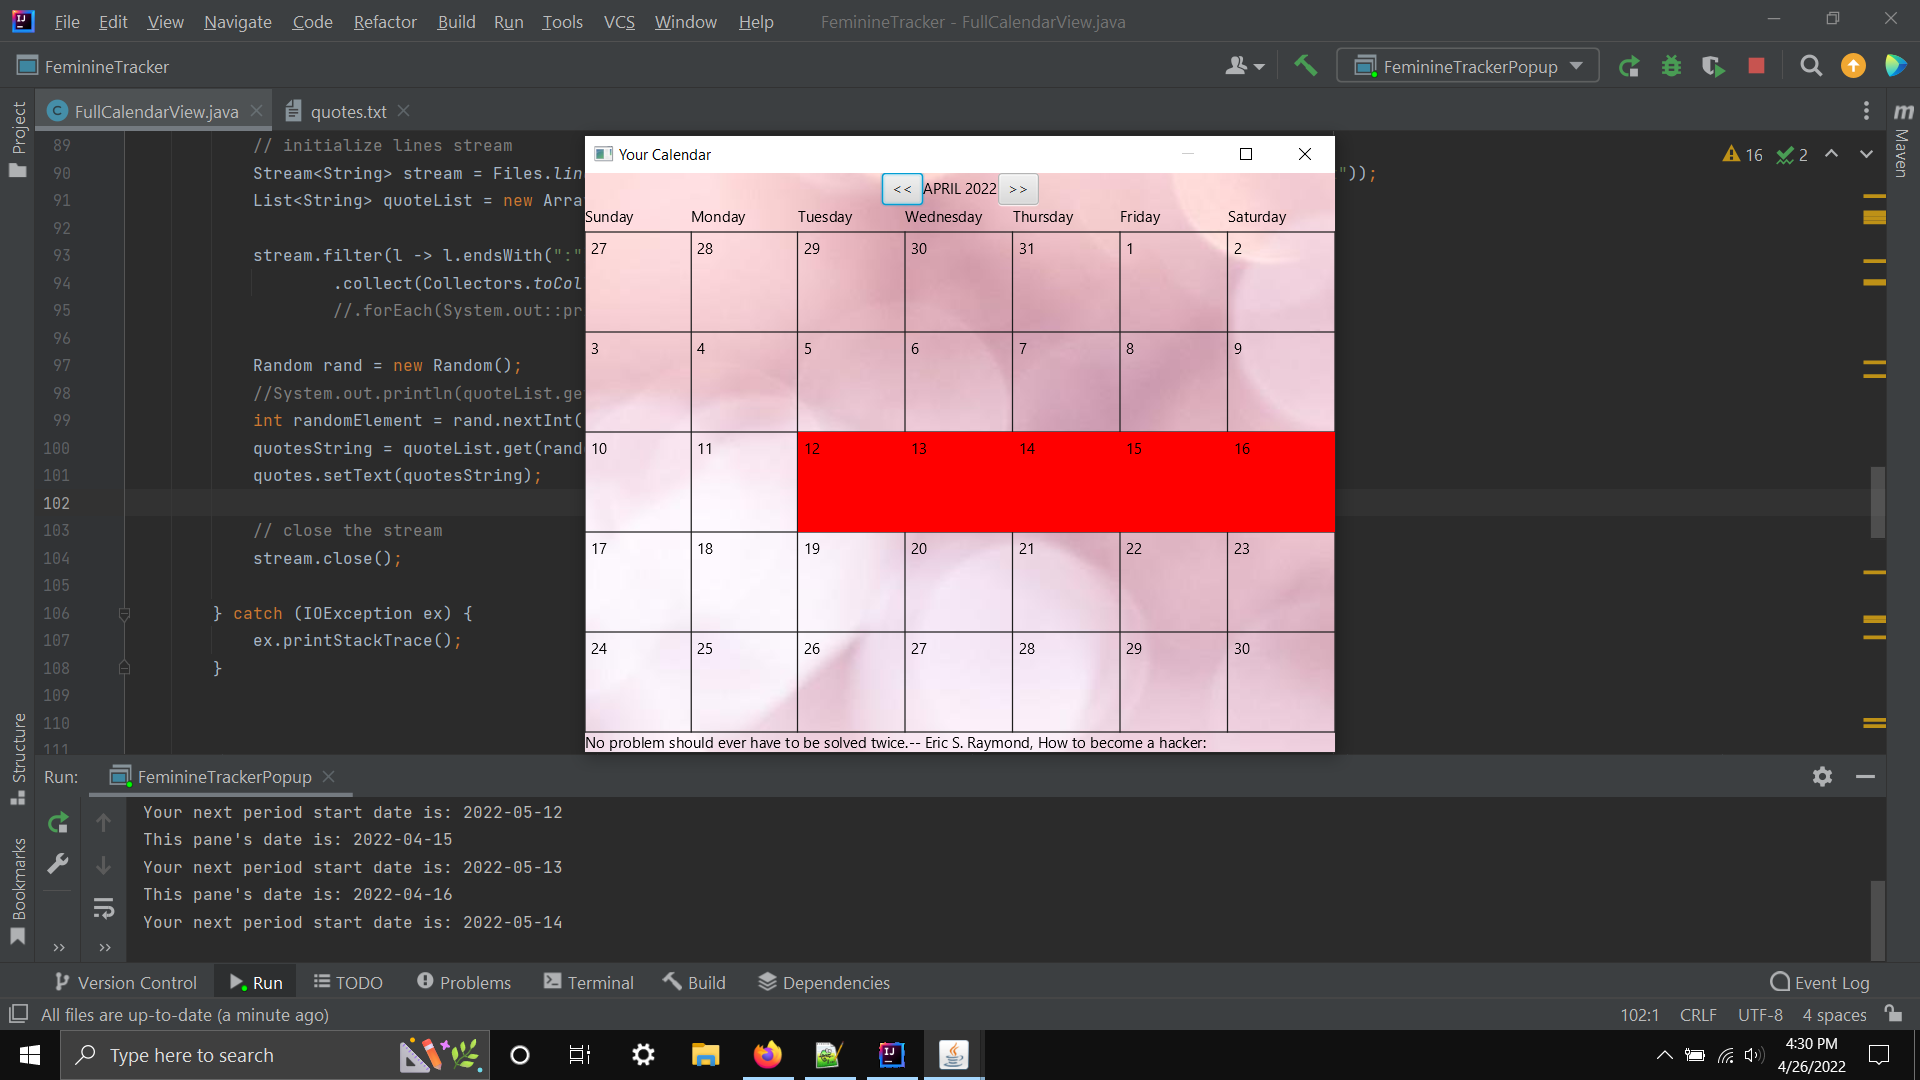 File Edit View Navigate Code Refactor Build Run Tools VCS Window Help FeminineTracker - FullCalendarView.java
FeminineTracker
FeminineTrackerPopup
FullCalendarView.java
quotes.txt
Project
m
Maven
16 2
89 // initialize lines stream
90 Stream<String> stream = Files.lin "));
91 List<String> quoteList = new Arra
92
93 stream.filter(l -> l.endsWith(":"
94 .collect(Collectors.toCol
95 //.forEach(System.out::pr
96
97 Random rand = new Random();
98 //System.out.println(quoteList.ge
99 int randomElement = rand.nextInt(
100 quotesString = quoteList.get(rand
101 quotes.setText(quotesString);
102
103 // close the stream
104 stream.close();
105
106 } catch (IOException ex) {
107 ex.printStackTrace();
108 }
109
110
111
Your Calendar
<< APRIL 2022 >>
Sunday Monday Tuesday Wednesday Thursday Friday Saturday
27 28 29 30 31 1 2
3 4 5 6 7 8 9
10 11 12 13 14 15 16
17 18 19 20 21 22 23
24 25 26 27 28 29 30
No problem should ever have to be solved twice.-- Eric S. Raymond, How to become a hacker:
Structure
Bookmarks
Run: FeminineTrackerPopup
Your next period start date is: 2022-05-12
This pane's date is: 2022-04-15
Your next period start date is: 2022-05-13
This pane's date is: 2022-04-16
Your next period start date is: 2022-05-14
>> >>
Version Control Run TODO Problems Terminal Build Dependencies Event Log
All files are up-to-date (a minute ago) 102:1 CRLF UTF-8 4 spaces
Type here to search
4:30 PM
4/26/2022